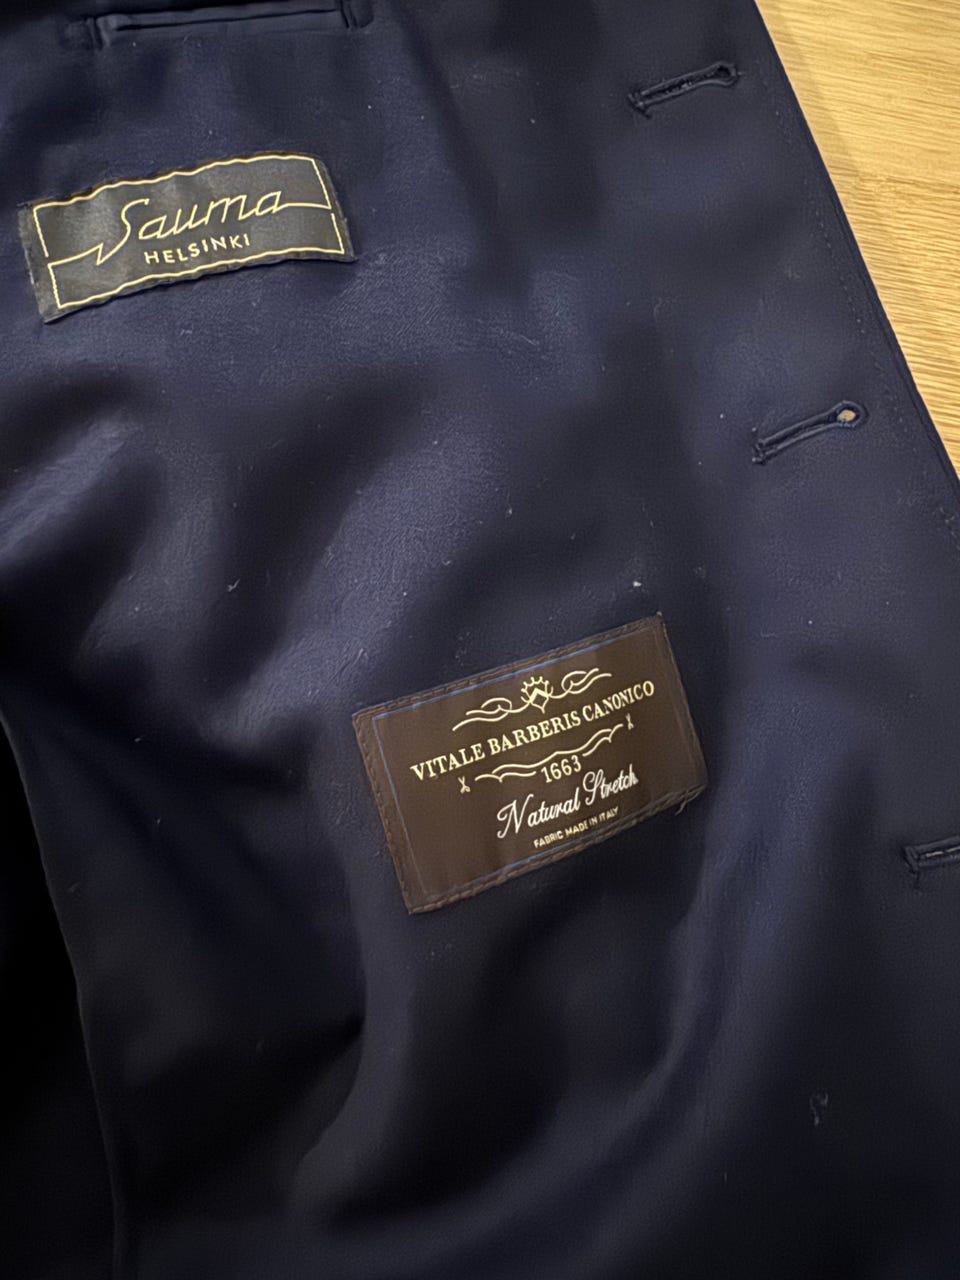 Sauma
HELSINKI
VITALE BARBERIS CANONICO
1663
Natural Stretch
FABRIC MADE IN ITALY